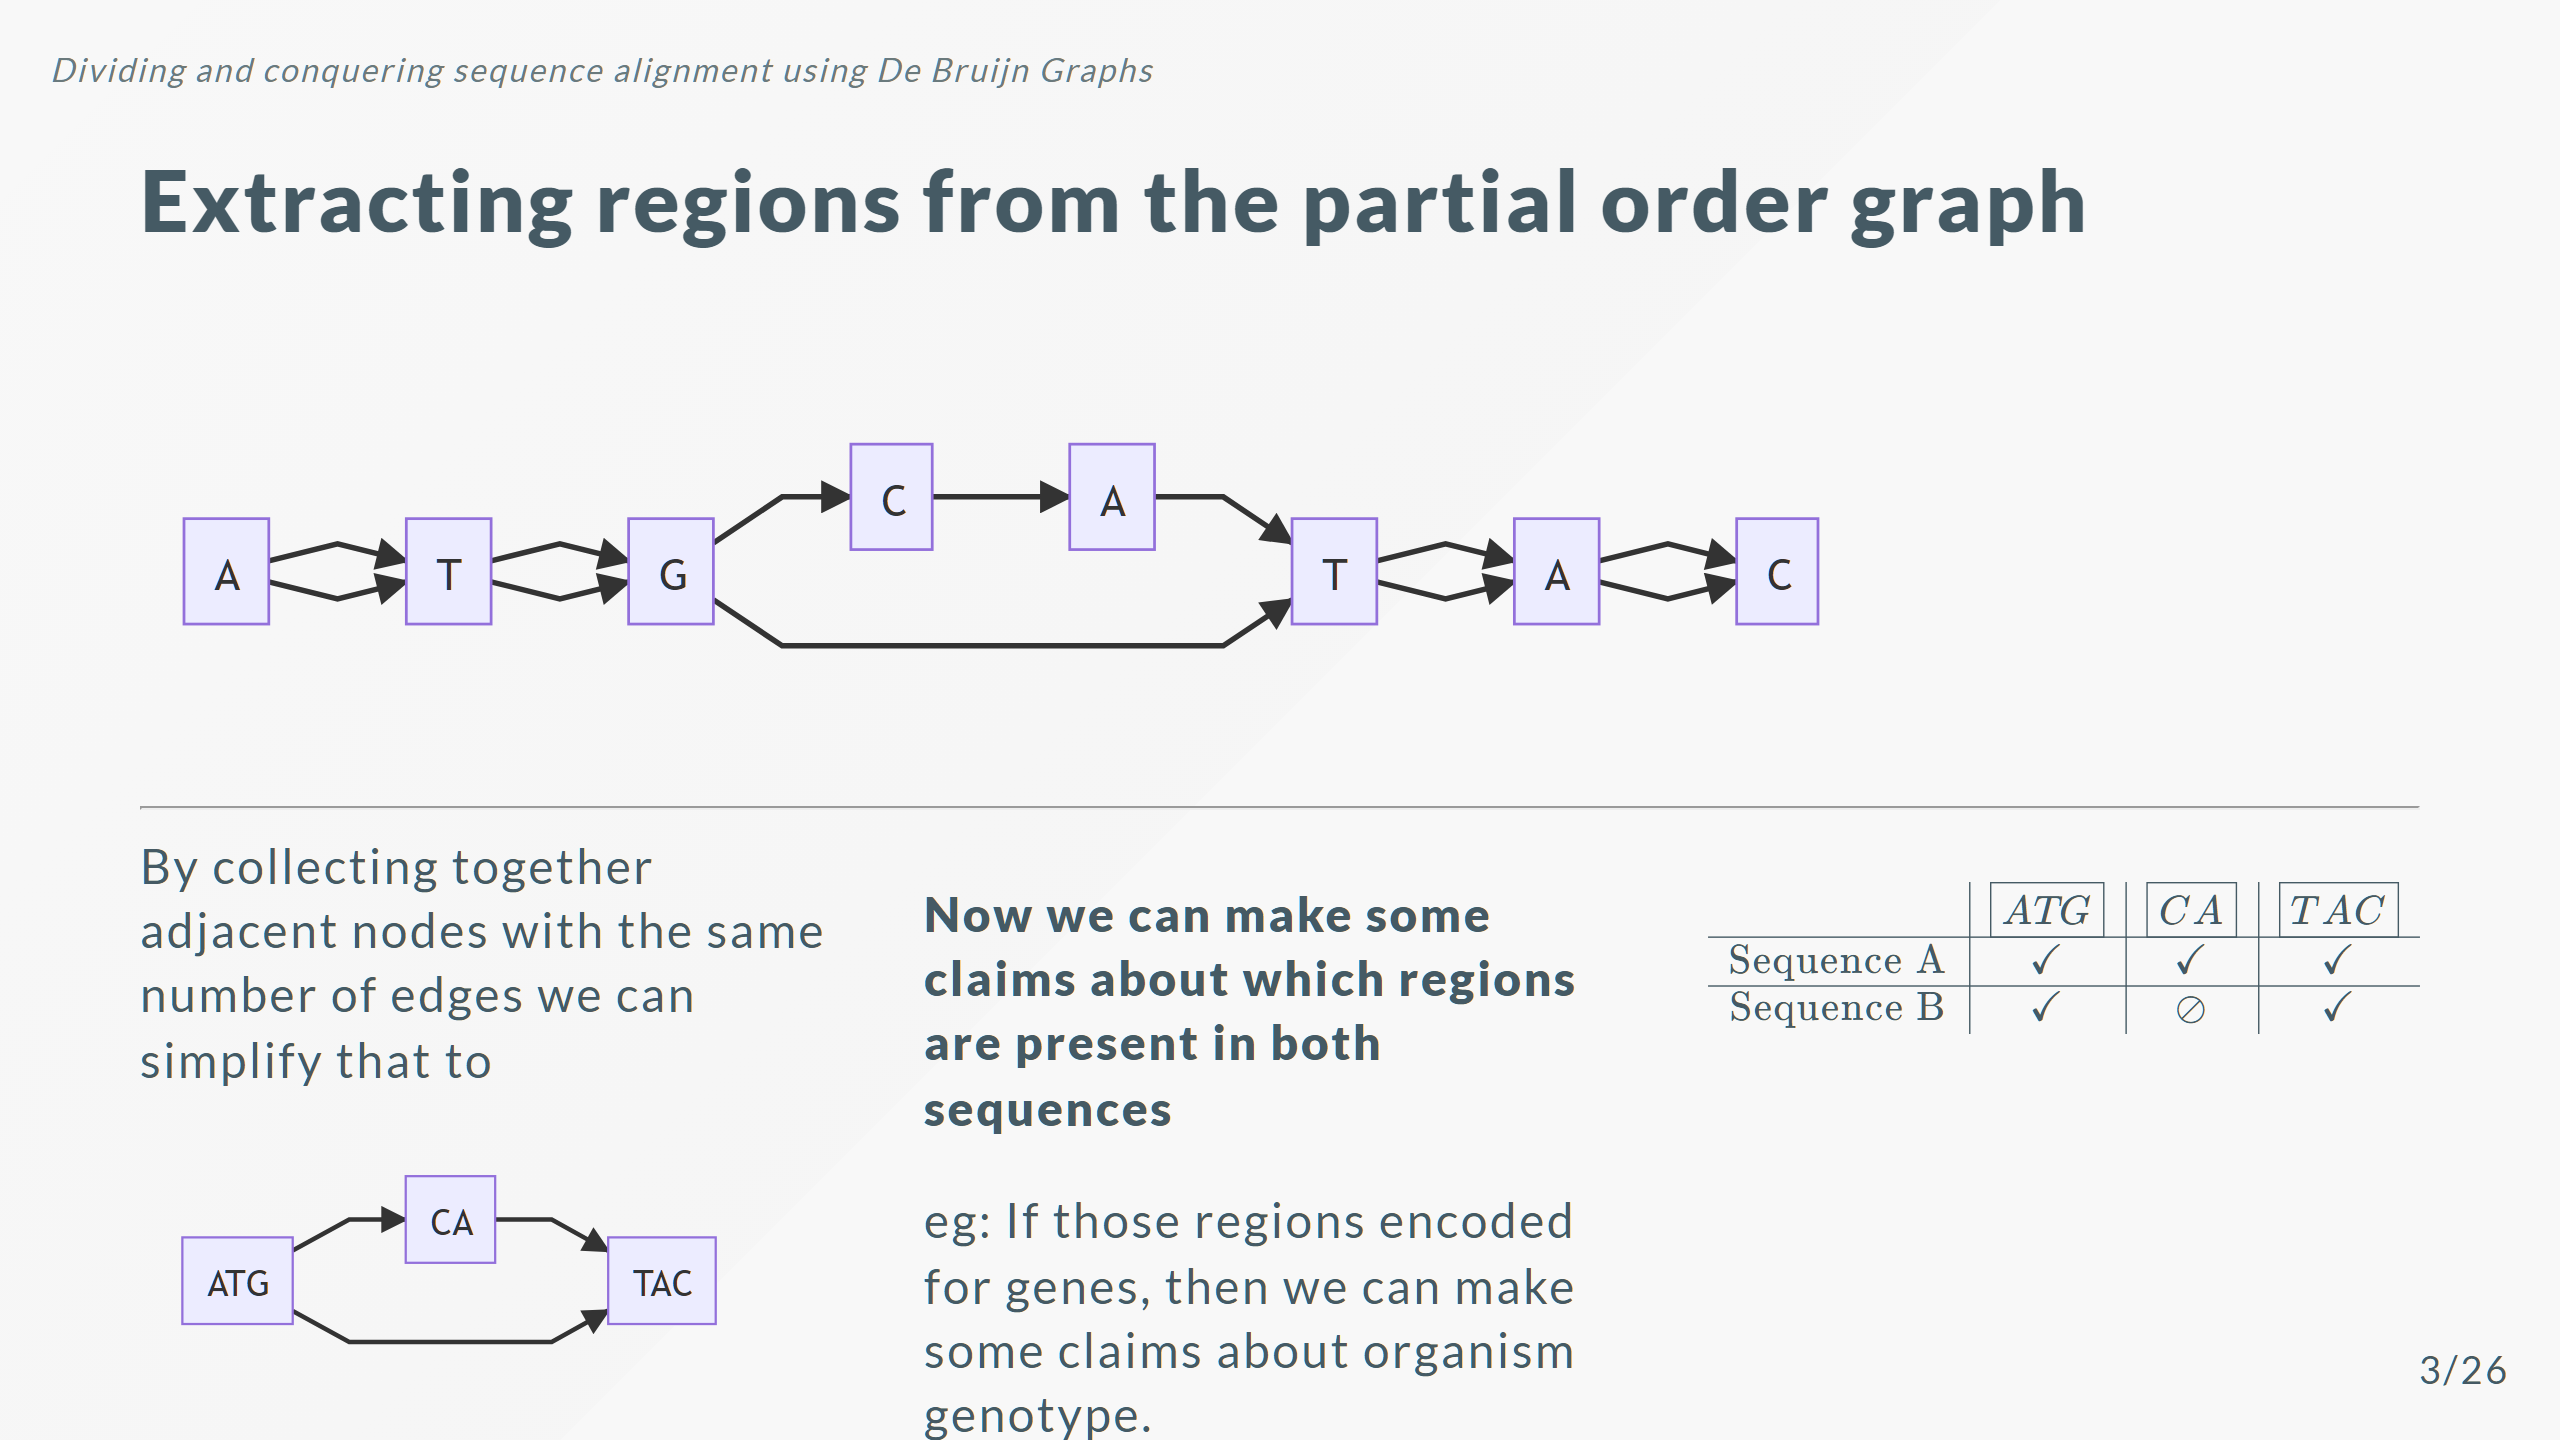 Dividing and conquering sequence alignment using De Bruijn Graphs
Extracting regions from the partial order graph
C A
A T G T A C
By collecting together
adjacent nodes with the same
number of edges we can
simplify that to
CA
ATG TAC
Now we can make some
claims about which regions
are present in both
sequences
eg: If those regions encoded
for genes, then we can make
some claims about organism
genotype.
ATG CA TAC
Sequence A ✓ ✓ ✓
Sequence B ✓ ⊘ ✓
3/26